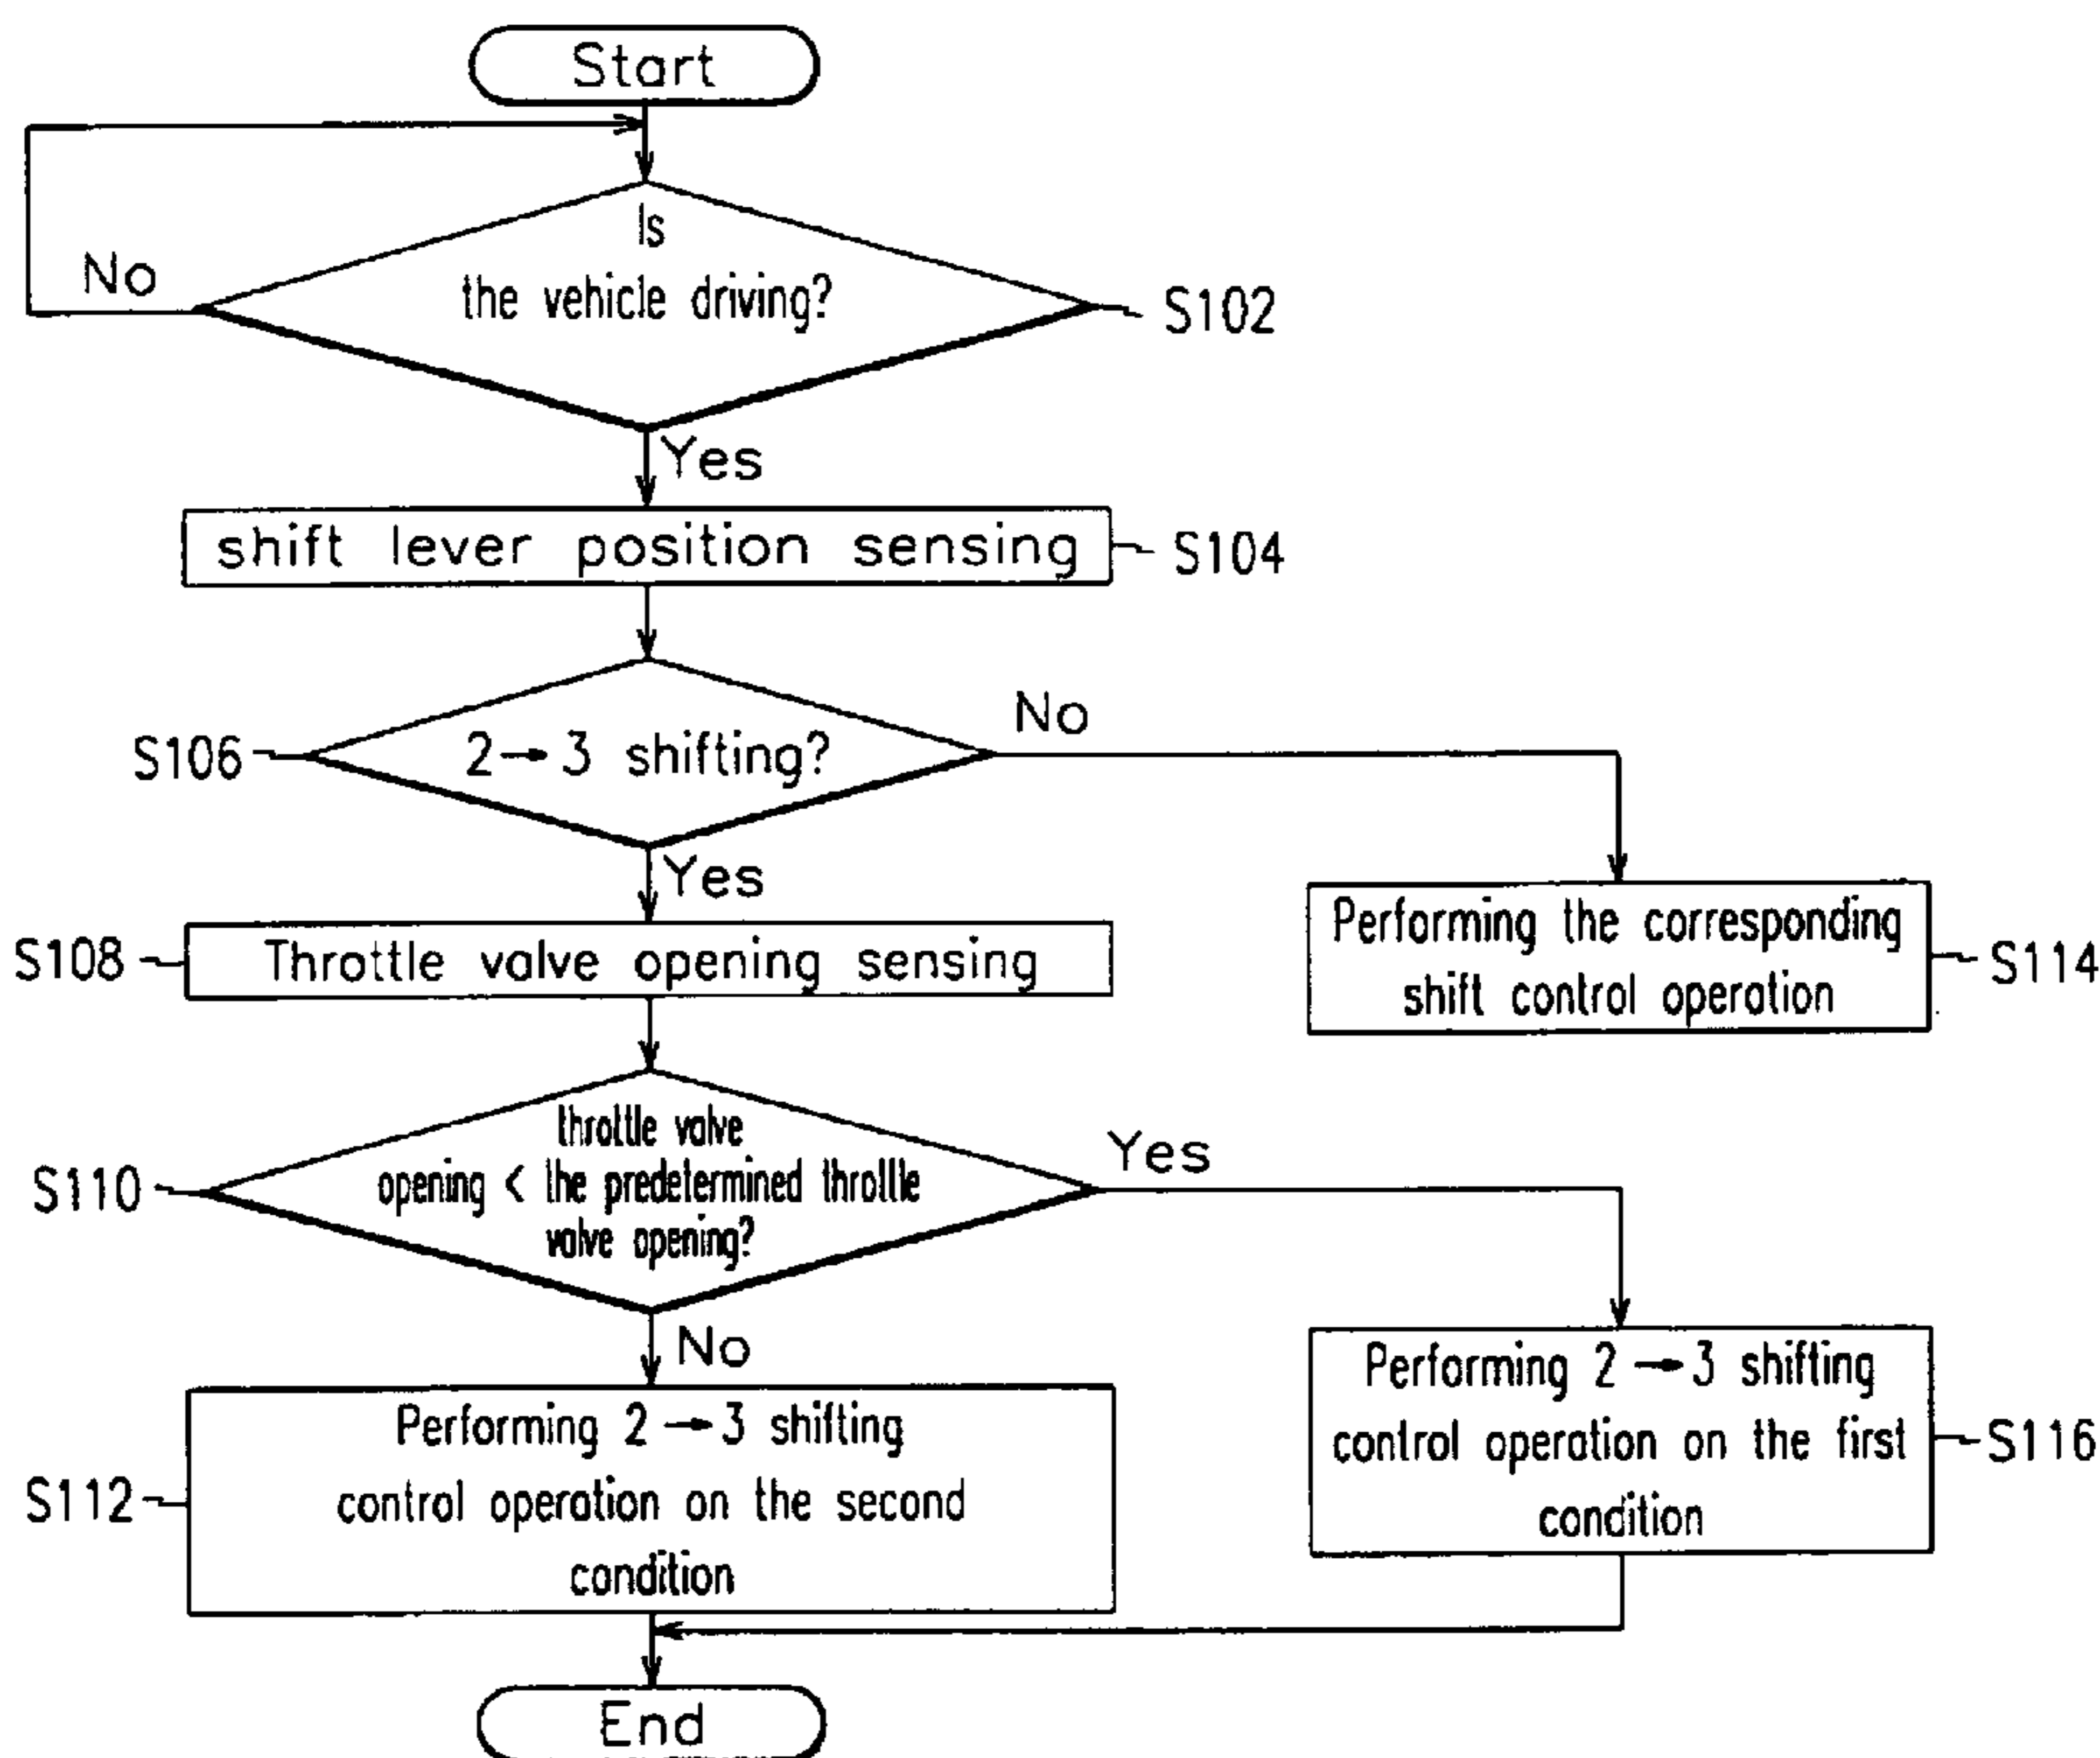 Start
Is
the vehicle driving?
No
S102
Yes
shift lever position sensing
S104
2→3 shifting?
S106
No
Yes
Throttle valve opening sensing
S108
Performing the corresponding
shift control operation
S114
throttle valve
opening < the predetermined throttle
valve opening?
S110
Yes
No
Performing 2→3 shifting
control operation on the second
condition
S112
Performing 2→3 shifting
control operation on the first
condition
S116
End